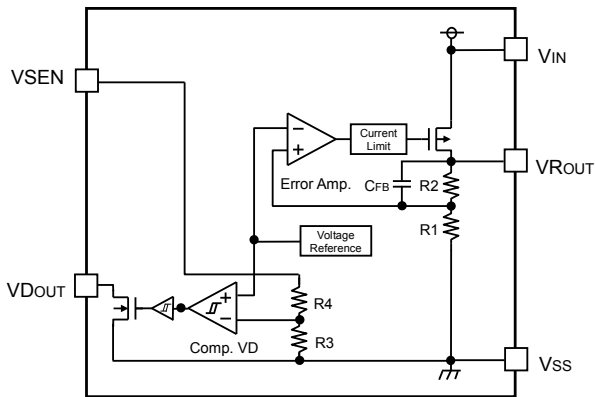 VIN
VSEN
Current
Limit
−
+
Error Amp.
CFB
R2
VROUT
R1
Voltage
Reference
VDOUT
+
−
R4
R3
Comp. VD
VSS